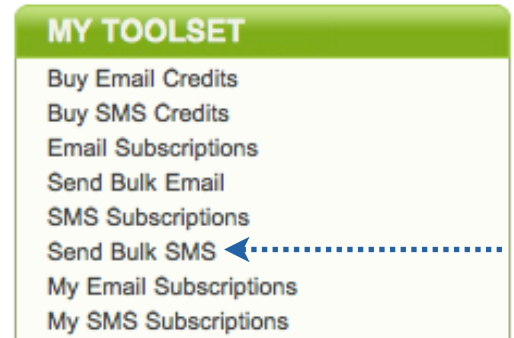 MY TOOLSET
Buy Email Credits
Buy SMS Credits
Email Subscriptions
Send Bulk Email
SMS Subscriptions
Send Bulk SMS
My Email Subscriptions
My SMS Subscriptions